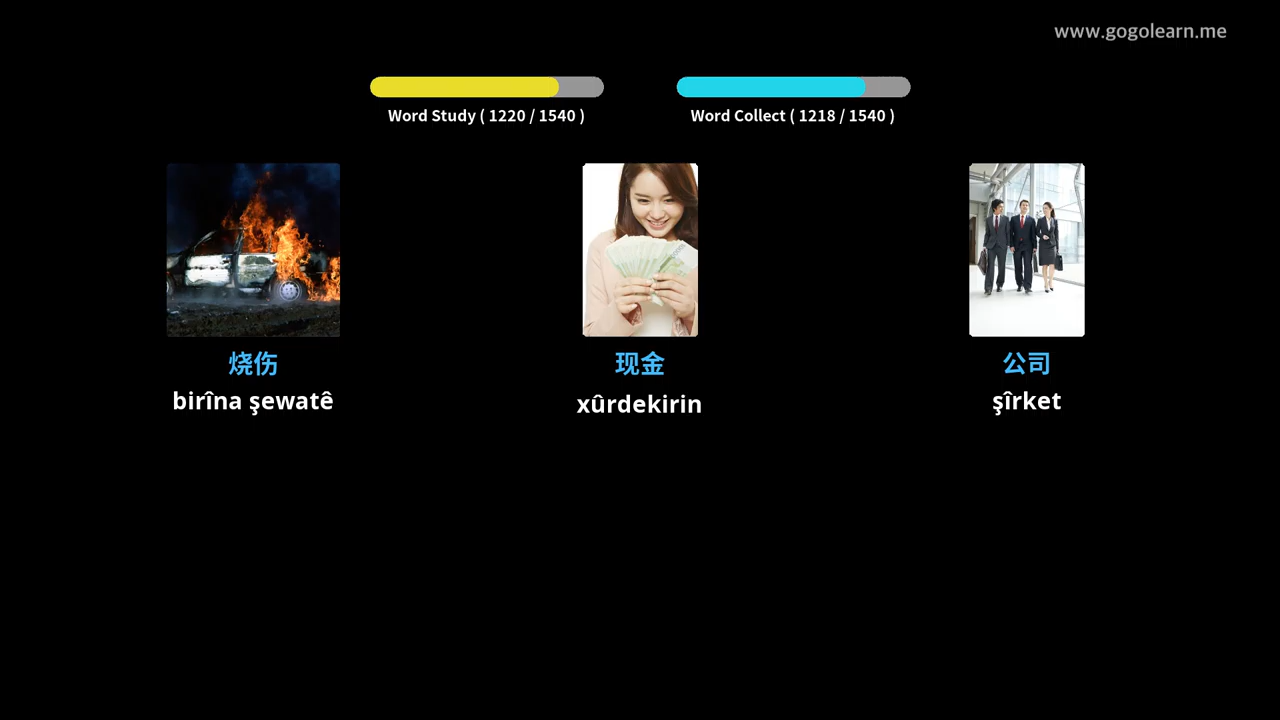 www.gogolearn.me
Word Study ( 1220 / 1540 )
Word Collect ( 1218 / 1540 )
烧伤
birîna şewatê
现金
xûrdekirin
公司
şîrket